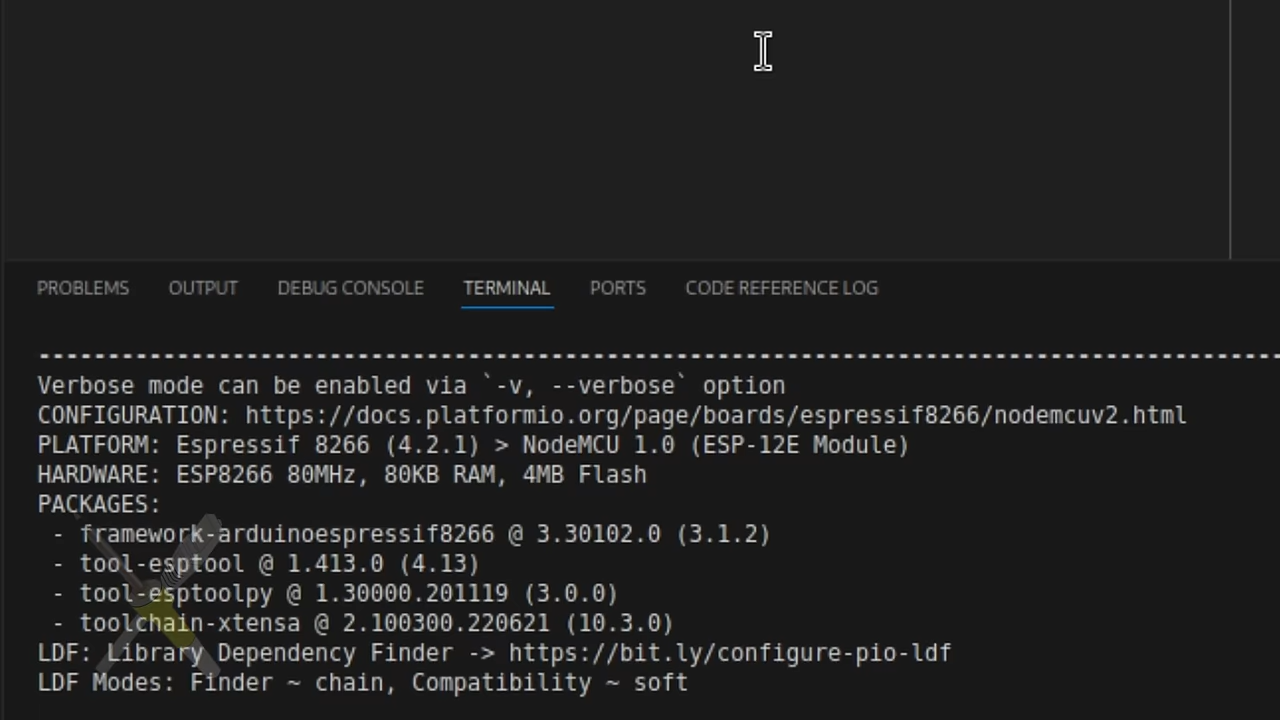 PROBLEMS OUTPUT DEBUG CONSOLE TERMINAL PORTS CODE REFERENCE LOG
--------------------------------------------------------------------------------
Verbose mode can be enabled via `-v, --verbose` option
CONFIGURATION: https://docs.platformio.org/page/boards/espressif8266/nodemcuv2.html
PLATFORM: Espressif 8266 (4.2.1) > NodeMCU 1.0 (ESP-12E Module)
HARDWARE: ESP8266 80MHz, 80KB RAM, 4MB Flash
PACKAGES:
- framework-arduinoespressif8266 @ 3.30102.0 (3.1.2)
- tool-esptool @ 1.413.0 (4.13)
- tool-esptoolpy @ 1.30000.201119 (3.0.0)
- toolchain-xtensa @ 2.100300.220621 (10.3.0)
LDF: Library Dependency Finder -> https://bit.ly/configure-pio-ldf
LDF Modes: Finder ~ chain, Compatibility ~ soft